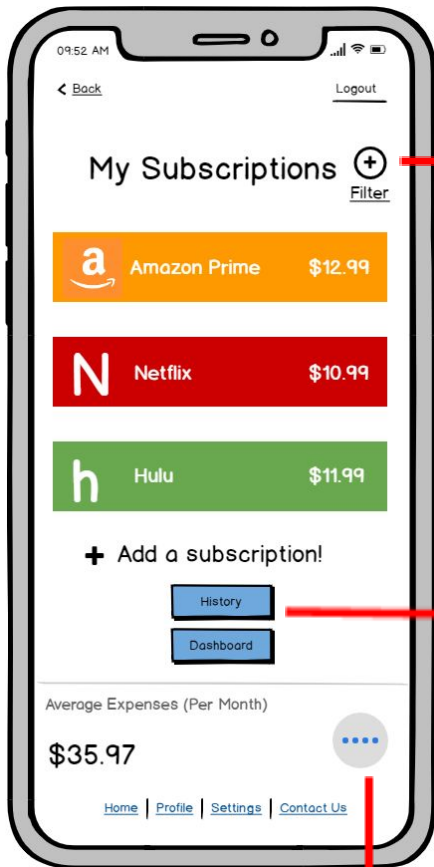 09:52 AM
Back
Logout
My Subscriptions
Filter
a Amazon Prime $12.99
N Netflix $10.99
h Hulu $11.99
+ Add a subscription!
History
Dashboard
Average Expenses (Per Month)
$35.97
Home | Profile | Settings | Contact Us